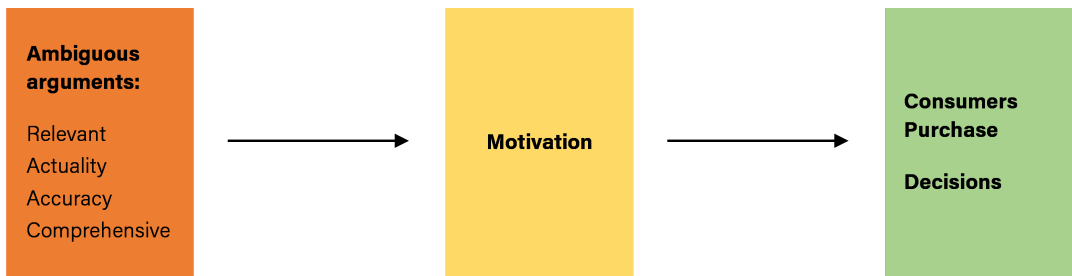 Ambiguous
arguments:
Relevant
Actuality
Accuracy
Comprehensive
Motivation
Consumers
Purchase
Decisions